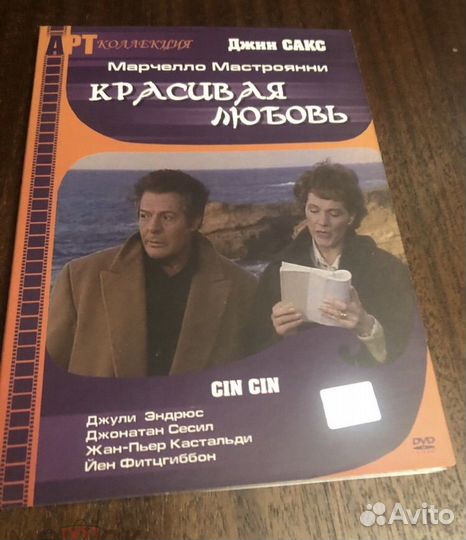 АРТ КОЛЛЕКЦИЯ
Джин САКС
Марчелло Мастроянни
КРАСИВАЯ
ЛЮБОВЬ
CIN CIN
Джули Эндрюс
Джонатан Сесил
Жан-Пьер Кастальди
Йен Фитцгиббон
DVD
Avito